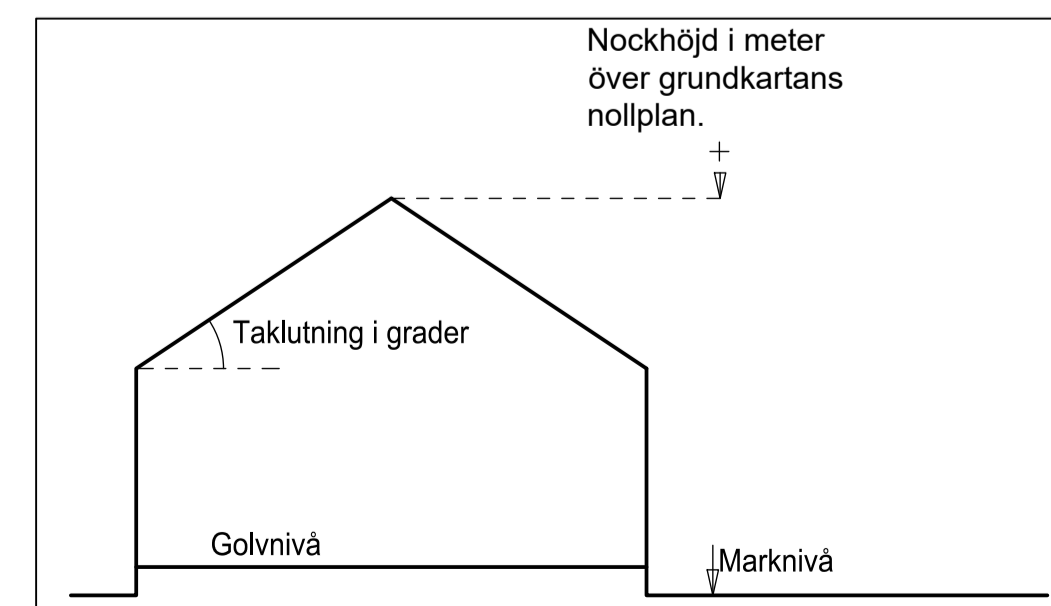 Nockhöjd i meter
över grundkartans
nollplan.
+
Taklutning i grader
Golvnivå
Marknivå